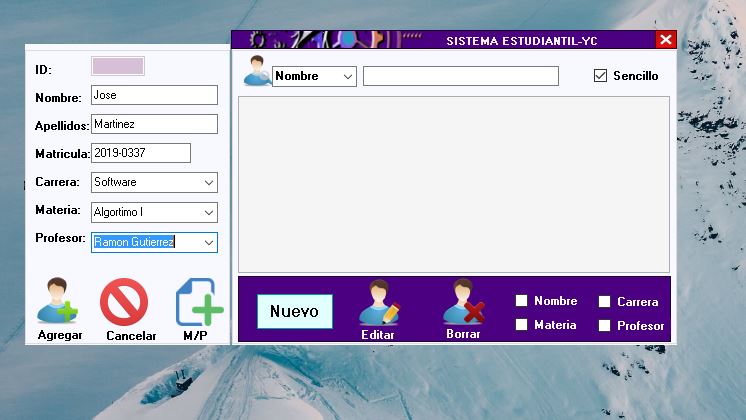 SISTEMA ESTUDIANTIL-YC
ID:
Nombre: Jose
Apellidos: Martinez
Matricula: 2019-0337
Carrera: Software
Materia: Algortimo I
Profesor: Ramon Gutierrez
Agregar Cancelar M/P
Nombre Sencillo
Nuevo Editar Borrar
Nombre Carrera
Materia Profesor